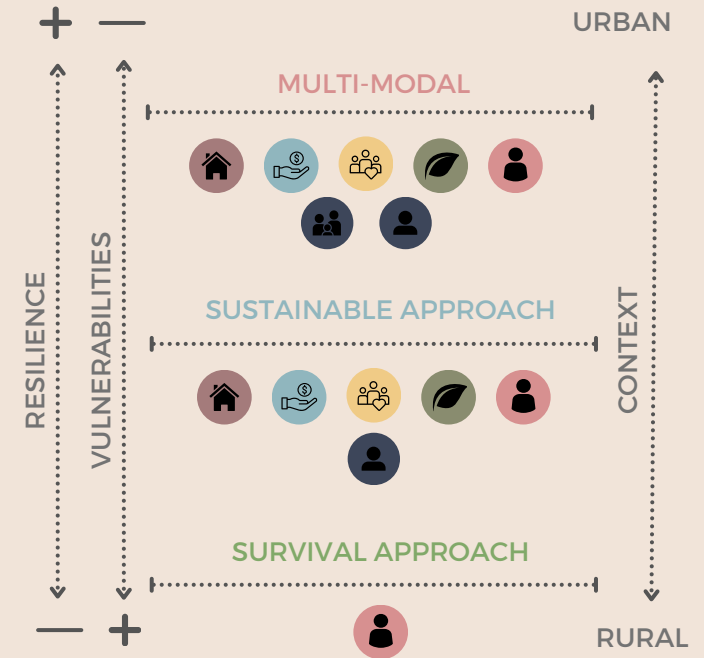 + —
URBAN
MULTI-MODAL
SUSTAINABLE APPROACH
RESILIENCE
VULNERABILITIES
CONTEXT
SURVIVAL APPROACH
— +
RURAL